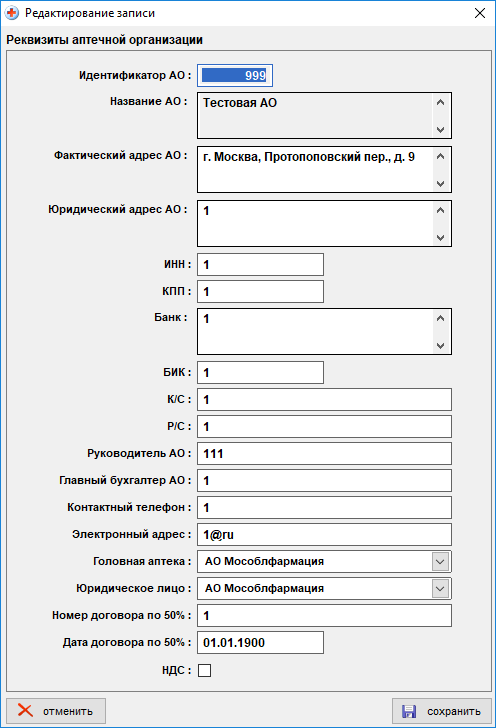 Редактирование записи
Реквизиты аптечной организации
Идентификатор АО : 999
Название АО : Тестовая АО
Фактический адрес АО : г. Москва, Протопоповский пер., д. 9
Юридический адрес АО : 1
ИНН : 1
КПП : 1
Банк : 1
БИК : 1
К/С : 1
Р/С : 1
Руководитель АО : 111
Главный бухгалтер АО : 1
Контактный телефон : 1
Электронный адрес : 1@ru
Головная аптека : АО Мособлфармация
Юридическое лицо : АО Мособлфармация
Номер договора по 50% : 1
Дата договора по 50% : 01.01.1900
НДС :
отменить сохранить